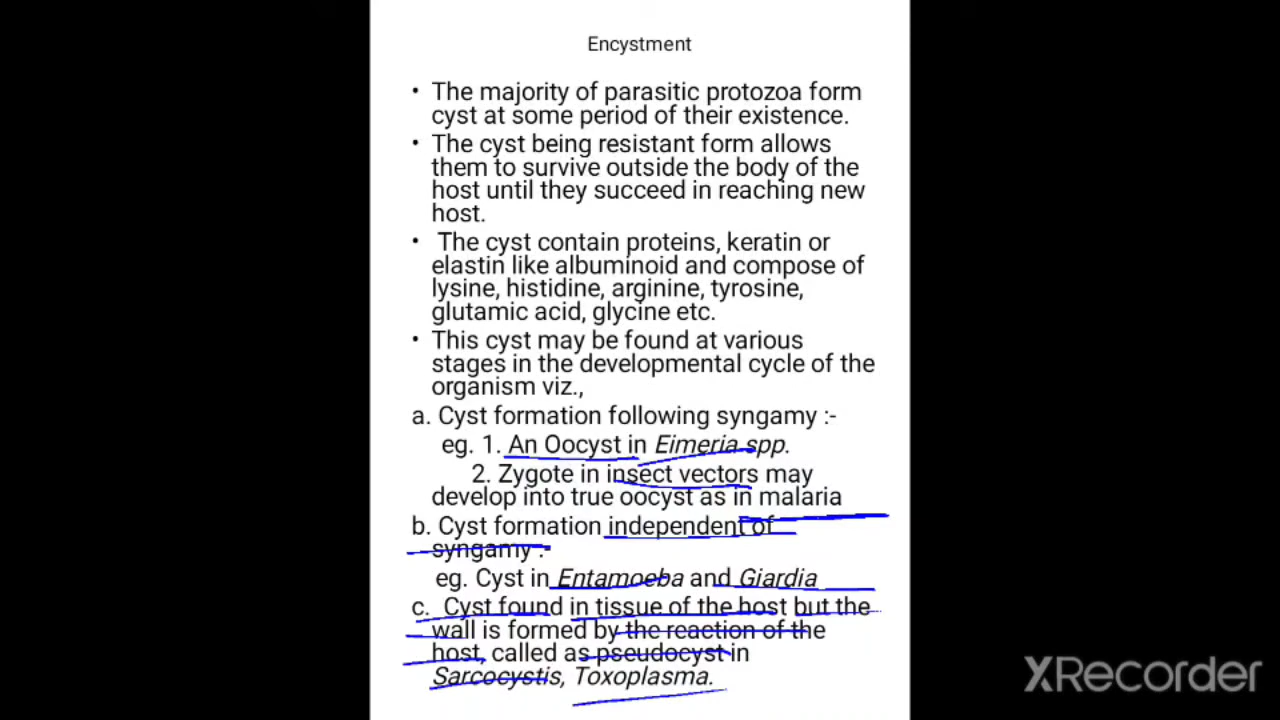 Encystment
• The majority of parasitic protozoa form
cyst at some period of their existence.
• The cyst being resistant form allows
them to survive outside the body of the
host until they succeed in reaching new
host.
• The cyst contain proteins, keratin or
elastin like albuminoid and compose of
lysine, histidine, arginine, tyrosine,
glutamic acid, glycine etc.
• This cyst may be found at various
stages in the developmental cycle of the
organism viz.,
a. Cyst formation following syngamy :-
eg. 1. An Oocyst in Eimeria spp.
2. Zygote in insect vectors may
develop into true oocyst as in malaria
b. Cyst formation independent of
syngamy :
eg. Cyst in Entamoeba and Giardia
c. Cyst found in tissue of the host but the
wall is formed by the reaction of the
host, called as pseudocyst in
Sarcocystis, Toxoplasma.
XRecorder